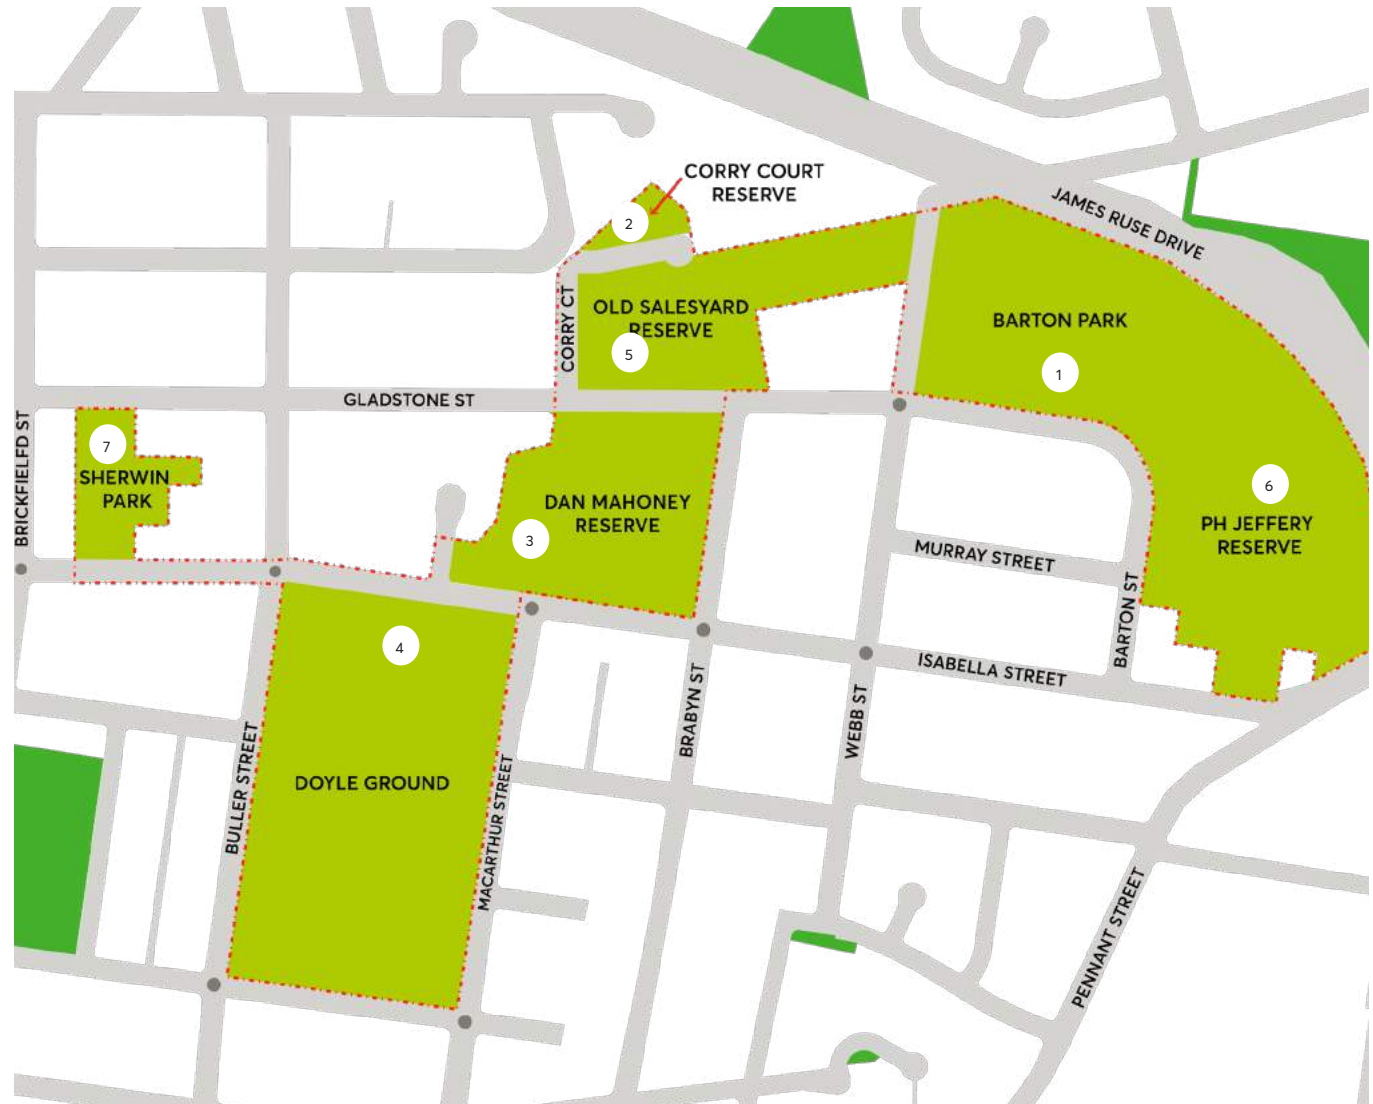 CORRY COURT
RESERVE
2
JAMES RUSE DRIVE
OLD SALESYARD
RESERVE
5
CORRY CT
BARTON PARK
1
GLADSTONE ST
BRICKFIELFD ST
7
SHERWIN
PARK
DAN MAHONEY
RESERVE
3
6
PH JEFFERY
RESERVE
MURRAY STREET
BARTON ST
ISABELLA STREET
4
DOYLE GROUND
BULLER STREET
MACARTHUR STREET
BRABYN ST
WEBB ST
PENNANT STREET